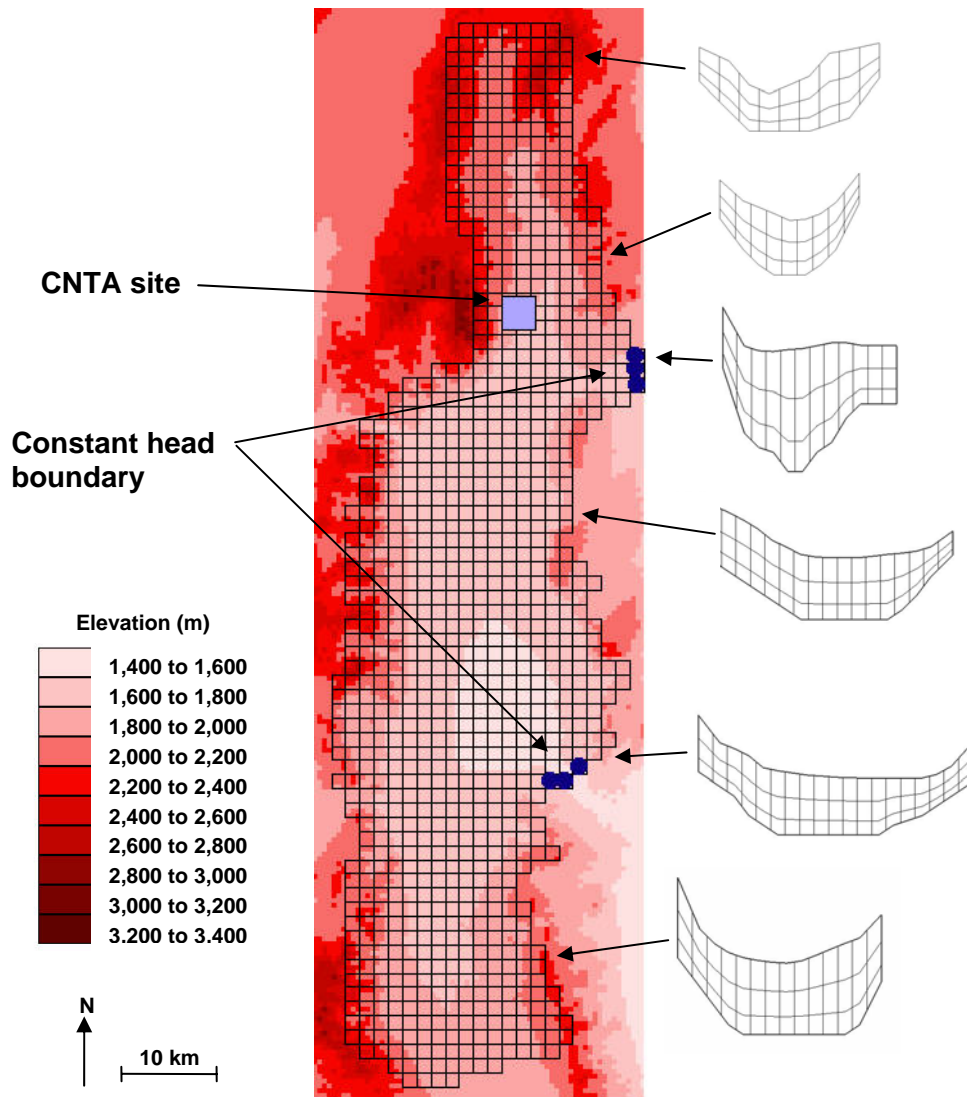 CNTA site
Constant head
boundary
Elevation (m)
1,400 to 1,600
1,600 to 1,800
1,800 to 2,000
2,000 to 2,200
2,200 to 2,400
2,400 to 2,600
2,600 to 2,800
2,800 to 3,000
3,000 to 3,200
3.200 to 3.400
N
10 km